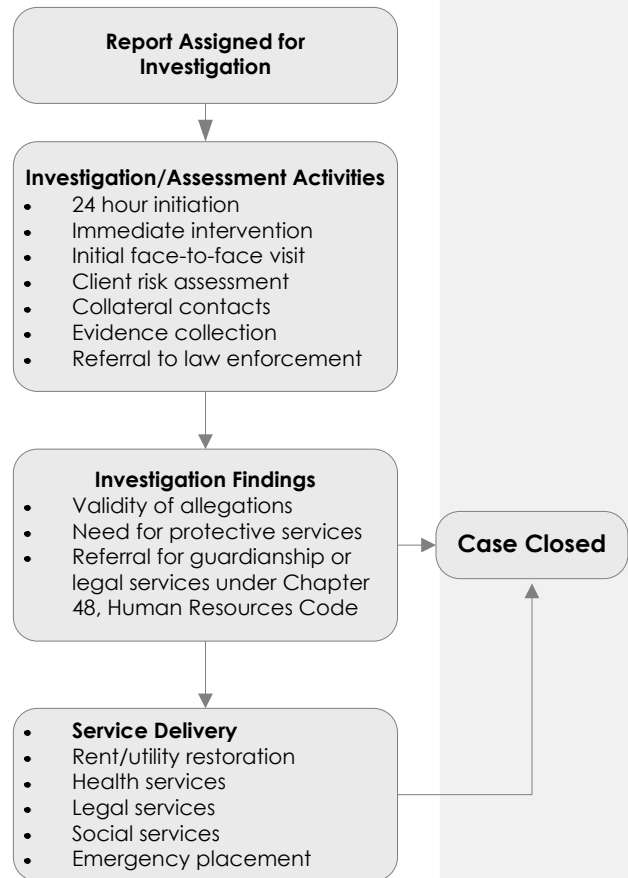 Report Assigned for
Investigation
Investigation/Assessment Activities
• 24 hour initiation
• Immediate intervention
• Initial face-to-face visit
• Client risk assessment
• Collateral contacts
• Evidence collection
• Referral to law enforcement
Investigation Findings
• Validity of allegations
• Need for protective services
• Referral for guardianship or
legal services under Chapter
48, Human Resources Code
Case Closed
• Service Delivery
• Rent/utility restoration
• Health services
• Legal services
• Social services
• Emergency placement